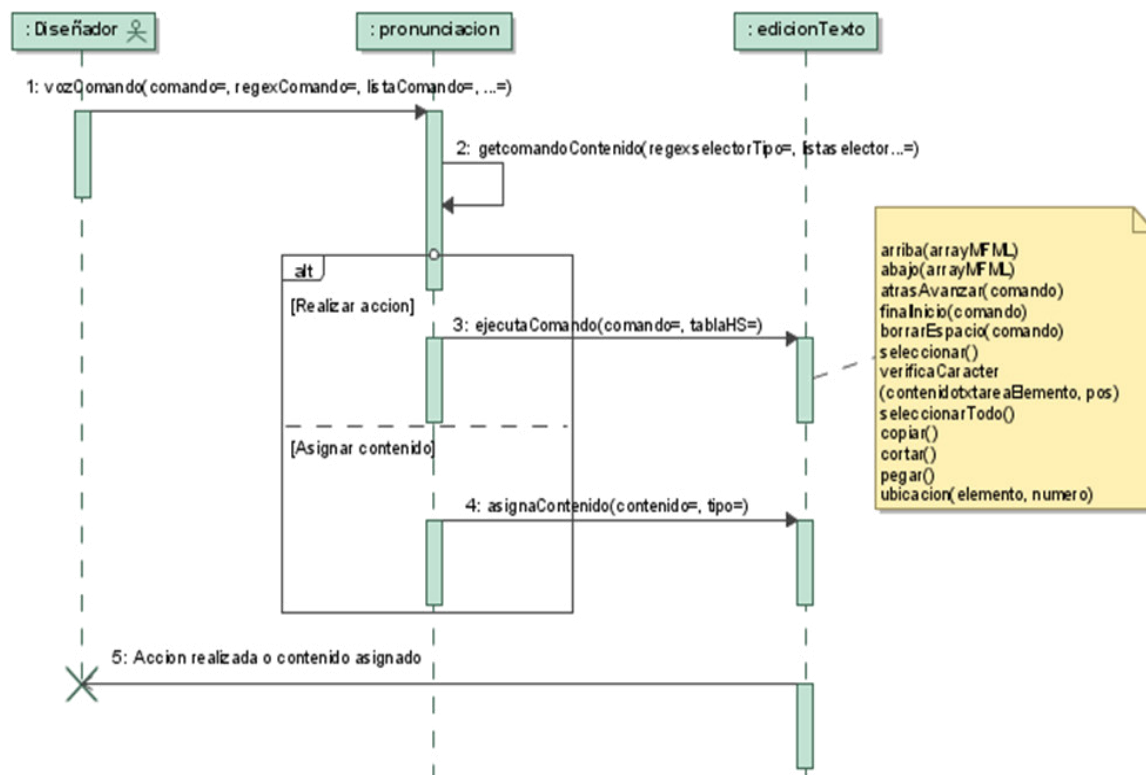 : Diseñador
: pronunciacion
: edicionTexto
1: vozComando(comando=, regexComando=, listaComando=, ...=)
2: getcomandoContenido(regexselectorTipo=, listaselector...=)
alt
[Realizar accion]
3: ejecutaComando(comando=, tablaHS=)
[Asignar contenido]
4: asignaContenido(contenido=, tipo=)
5: Accion realizada o contenido asignado
arriba(arrayMFML)
abajo(arrayMFML)
atrasAvanzar(comando)
finalInicio(comando)
borrarEspacio(comando)
seleccionar()
verificaCaracter
(contenidotxtareaElemento, pos)
seleccionarTodo()
copiar()
cortar()
pegar()
ubicacion(elemento, numero)